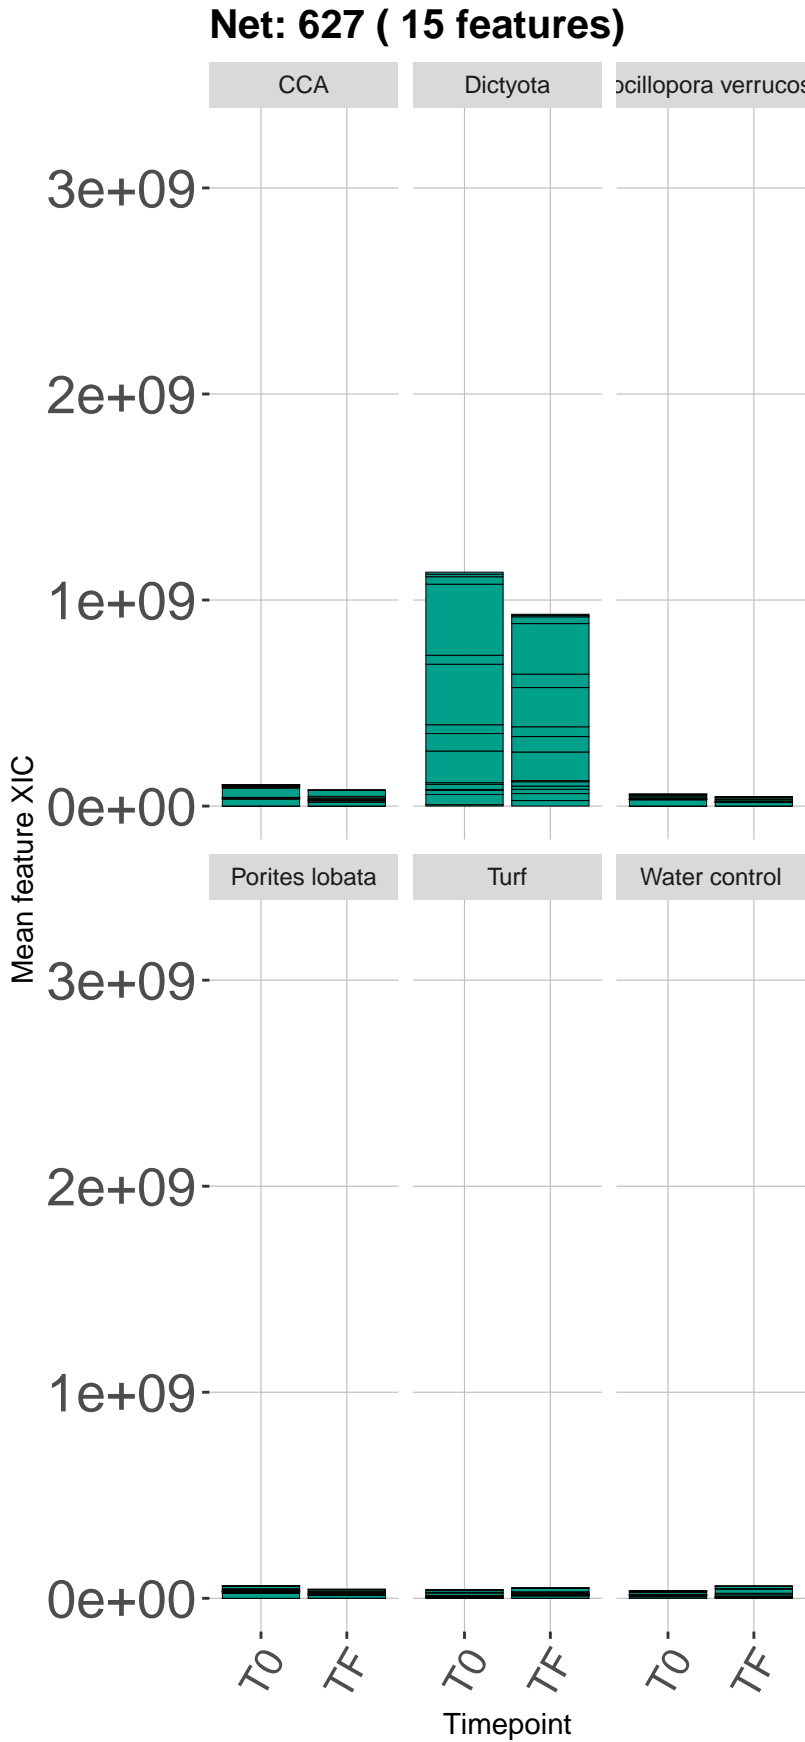 Net: 627 ( 15 features)
CCA
Dictyota
ocillopora verrucos
3e+09
2e+09
1e+09
0e+00
Mean feature XIC
Porites lobata
Turf
Water control
3e+09
2e+09
1e+09
0e+00
T0
TF
T0
TF
T0
TF
Timepoint